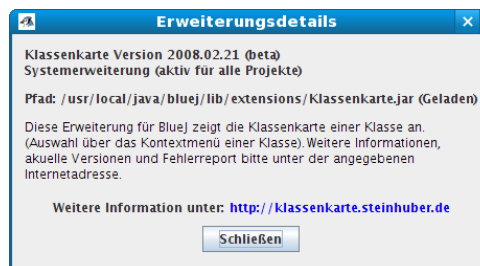 Erweiterungsdetails
Klassenkarte Version 2008.02.21 (beta)
Systemerweiterung (aktiv für alle Projekte)
Pfad: /usr/local/java/bluej/lib/extensions/Klassenkarte.jar (Geladen)
Diese Erweiterung für BlueJ zeigt die Klassenkarte einer Klasse an.
(Auswahl über das Kontextmenü einer Klasse). Weitere Informationen,
akuelle Versionen und Fehlerreport bitte unter der angegebenen
Internetadresse.
Weitere Information unter: http://klassenkarte.steinhuber.de
Schließen